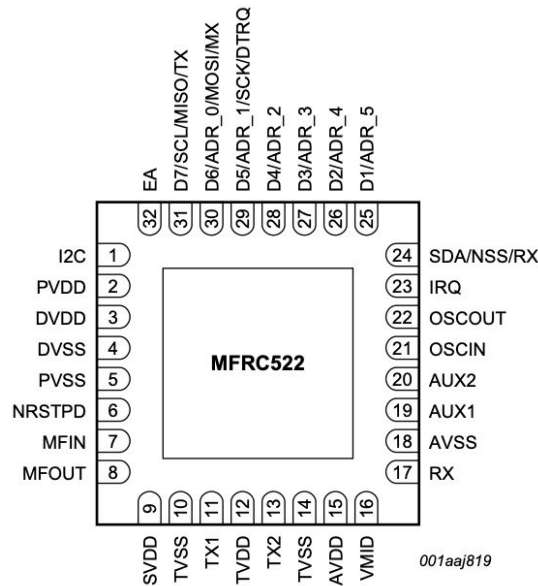 EA
D7/SCL/MISO/TX
D6/ADR_0/MOSI/MX
D5/ADR_1/SCK/DTRQ
D4/ADR_2
D3/ADR_3
D2/ADR_4
D1/ADR_5
32 31 30 29 28 27 26 25
I2C 1
PVDD 2
DVDD 3
DVSS 4
PVSS 5
NRSTPD 6
MFIN 7
MFOUT 8
MFRC522
24 SDA/NSS/RX
23 IRQ
22 OSCOUT
21 OSCIN
20 AUX2
19 AUX1
18 AVSS
17 RX
9 10 11 12 13 14 15 16
SVDD
TVSS
TX1
TVDD
TX2
TVSS
AVDD
VMID
001aaj819